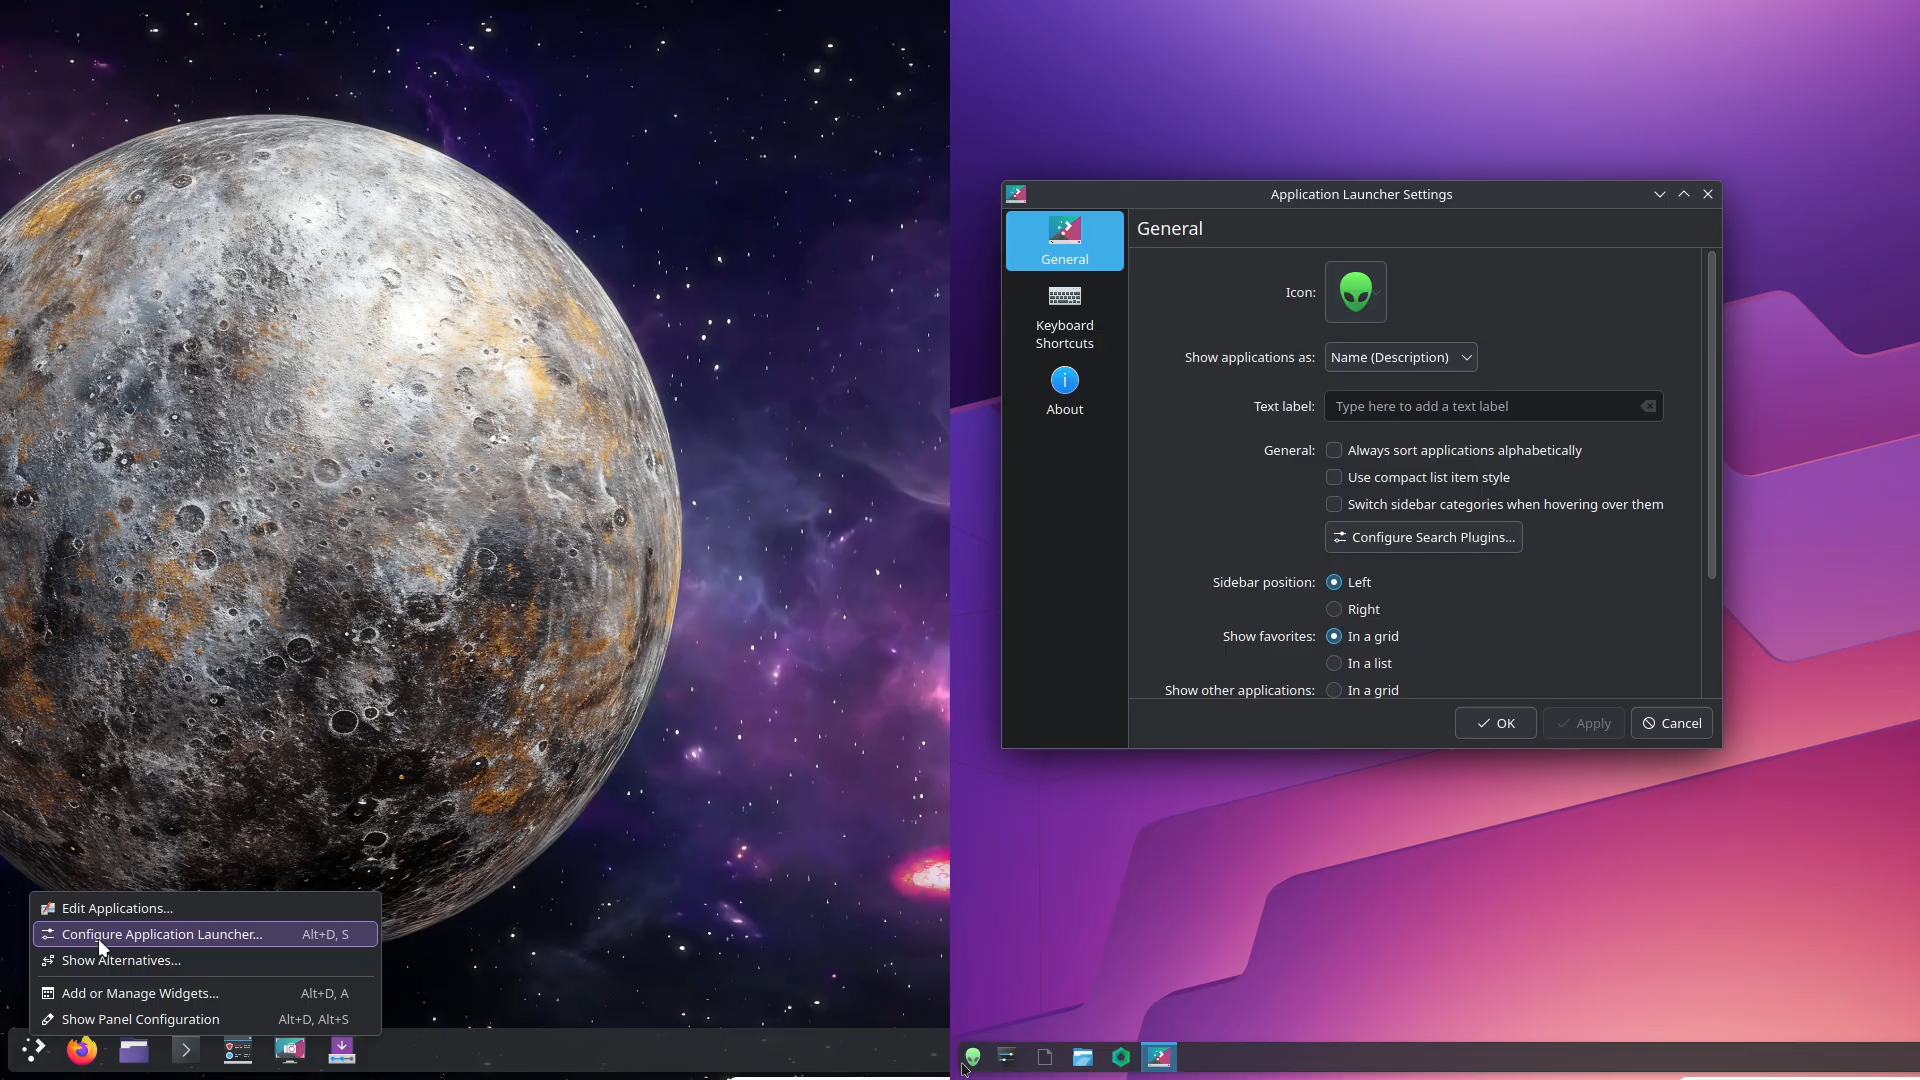 Edit Applications...
Configure Application Launcher... Alt+D, S
Show Alternatives...
Add or Manage Widgets... Alt+D, A
Show Panel Configuration Alt+D, Alt+S
Application Launcher Settings
General
Keyboard
Shortcuts
About
General
Icon:
Show applications as: Name (Description)
Text label: Type here to add a text label
General: Always sort applications alphabetically
Use compact list item style
Switch sidebar categories when hovering over them
Configure Search Plugins...
Sidebar position: Left
Right
Show favorites: In a grid
In a list
Show other applications: In a grid
OK Apply Cancel